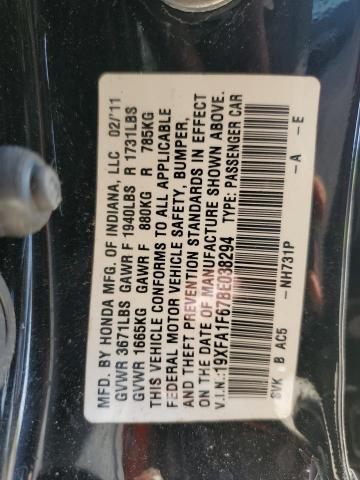 MFD. BY HONDA MFG. OF INDIANA, LLC 02/'11
GVWR 3671LBS GAWR F 1940LBS R 1731LBS
GVWR 1665KG GAWR F 880KG R 785KG
THIS VEHICLE CONFORMS TO ALL APPLICABLE
FEDERAL MOTOR VEHICLE SAFETY, BUMPER,
AND THEFT PREVENTION STANDARDS IN EFFECT
ON THE DATE OF MANUFACTURE SHOWN ABOVE.
V.I.N.:19XFA1F67BE038294 TYPE: PASSENGER CAR
SVK B AC5 -NH731P -A -E